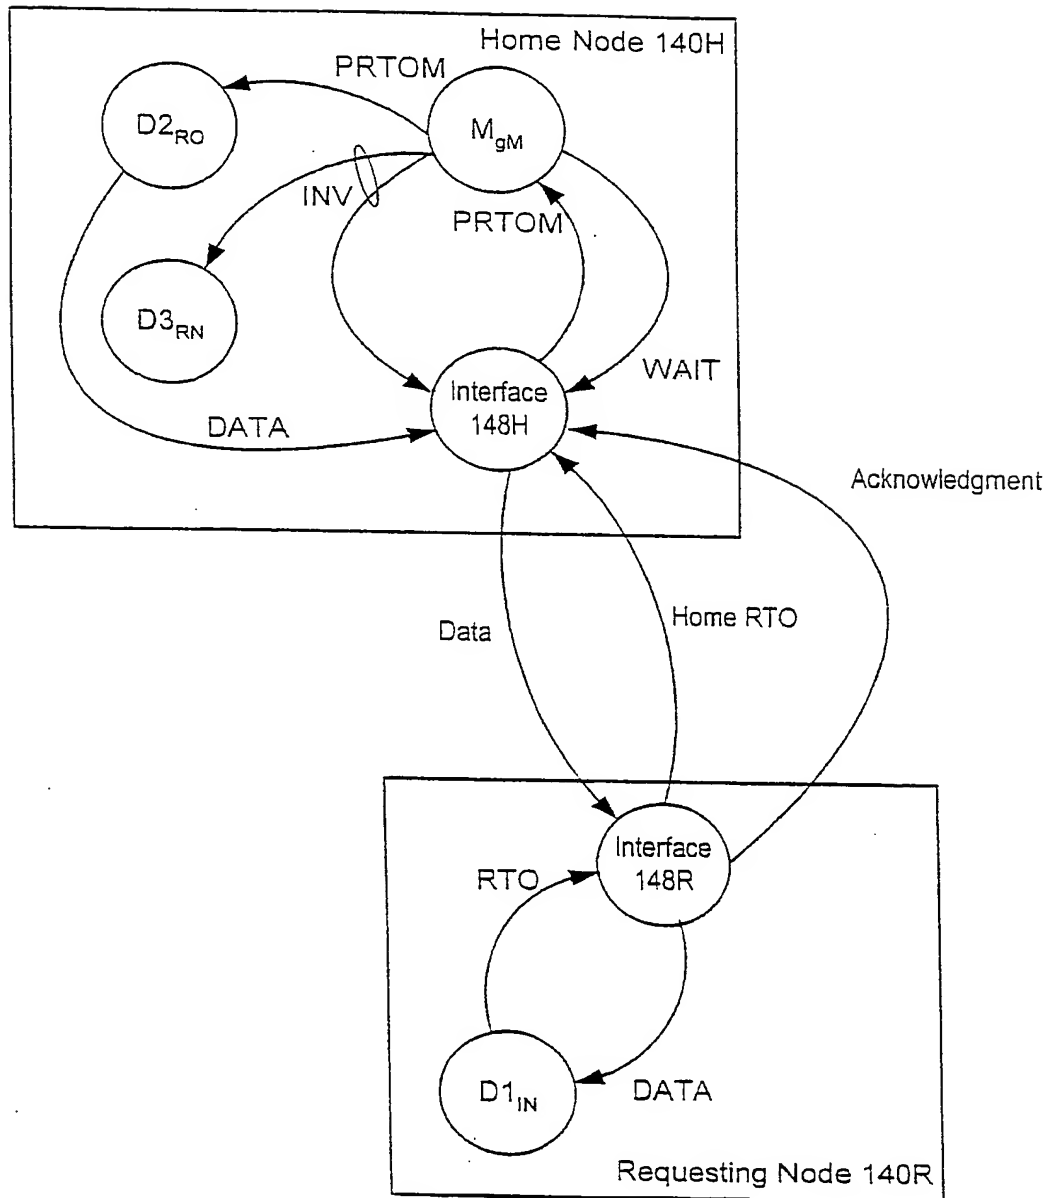 Home Node 140H
PRTOM
D2RO
MgM
INV
PRTOM
D3RN
WAIT
Interface
148H
DATA
Acknowledgment
Data
Home RTO
Interface
148R
RTO
D1IN
DATA
Requesting Node 140R